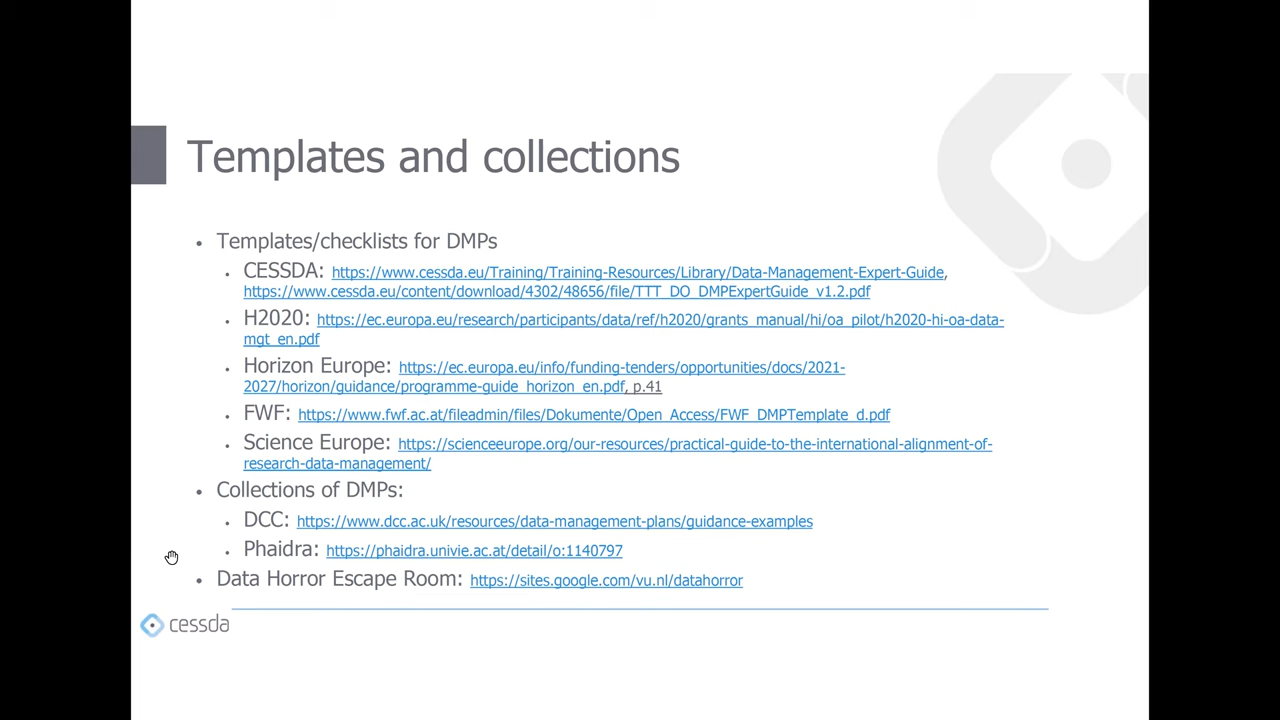 Templates and collections
• Templates/checklists for DMPs
• CESSDA: https://www.cessda.eu/Training/Training-Resources/Library/Data-Management-Expert-Guide,
https://www.cessda.eu/content/download/4302/48656/file/TTT_DO_DMPExpertGuide_v1.2.pdf
• H2020: https://ec.europa.eu/research/participants/data/ref/h2020/grants_manual/hi/oa_pilot/h2020-hi-oa-data-
mgt_en.pdf
• Horizon Europe: https://ec.europa.eu/info/funding-tenders/opportunities/docs/2021-
2027/horizon/guidance/programme-guide_horizon_en.pdf, p.41
• FWF: https://www.fwf.ac.at/fileadmin/files/Dokumente/Open_Access/FWF_DMPTemplate_d.pdf
• Science Europe: https://scienceeurope.org/our-resources/practical-guide-to-the-international-alignment-of-
research-data-management/
• Collections of DMPs:
• DCC: https://www.dcc.ac.uk/resources/data-management-plans/guidance-examples
• Phaidra: https://phaidra.univie.ac.at/detail/o:1140797
• Data Horror Escape Room: https://sites.google.com/vu.nl/datahorror
cessda